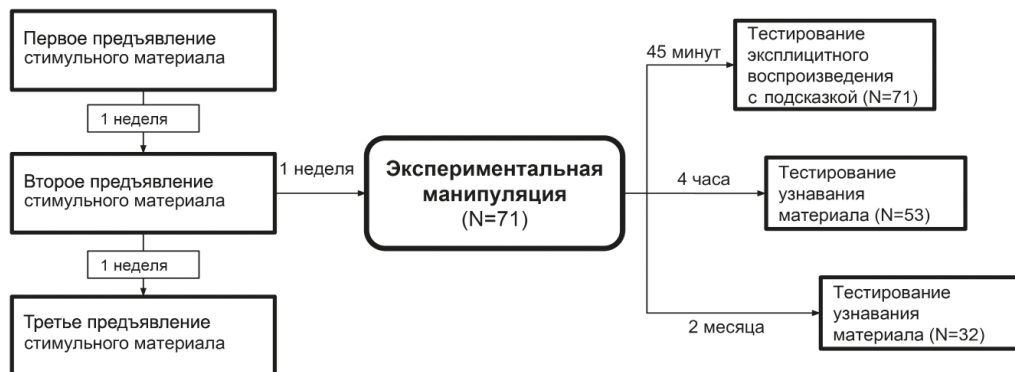 Первое предъявление
стимульного материала
1 неделя
Второе предъявление
стимульного материала
1 неделя
Третье предъявление
стимульного материала
1 неделя
Экспериментальная
манипуляция
(N=71)
45 минут
Тестирование
эксплицитного
воспроизведения
с подсказкой (N=71)
4 часа
Тестирование
узнавания
материала (N=53)
2 месяца
Тестирование
узнавания
материала (N=32)